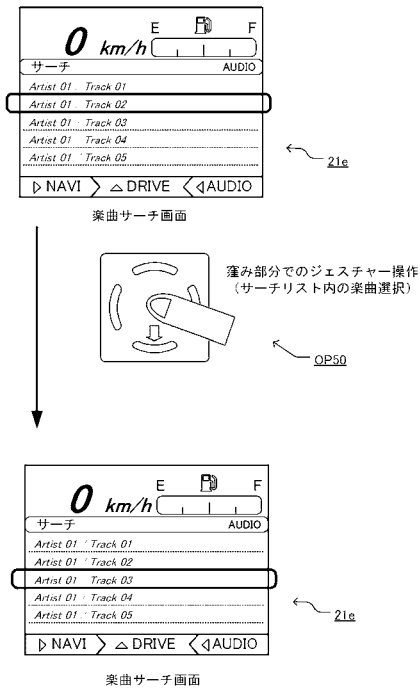 E F
0 km/h
サーチ AUDIO
Artist 01 Track 01
Artist 01 Track 02
Artist 01 Track 03
Artist 01 Track 04
Artist 01 Track 05
▷NAVI △DRIVE ◁AUDIO
21e
楽曲サーチ画面
窪み部分でのジェスチャー操作
(サーチリスト内の楽曲選択)
OP50
E F
0 km/h
サーチ AUDIO
Artist 01 Track 01
Artist 01 Track 02
Artist 01 Track 03
Artist 01 Track 04
Artist 01 Track 05
▷NAVI △DRIVE ◁AUDIO
21e
楽曲サーチ画面